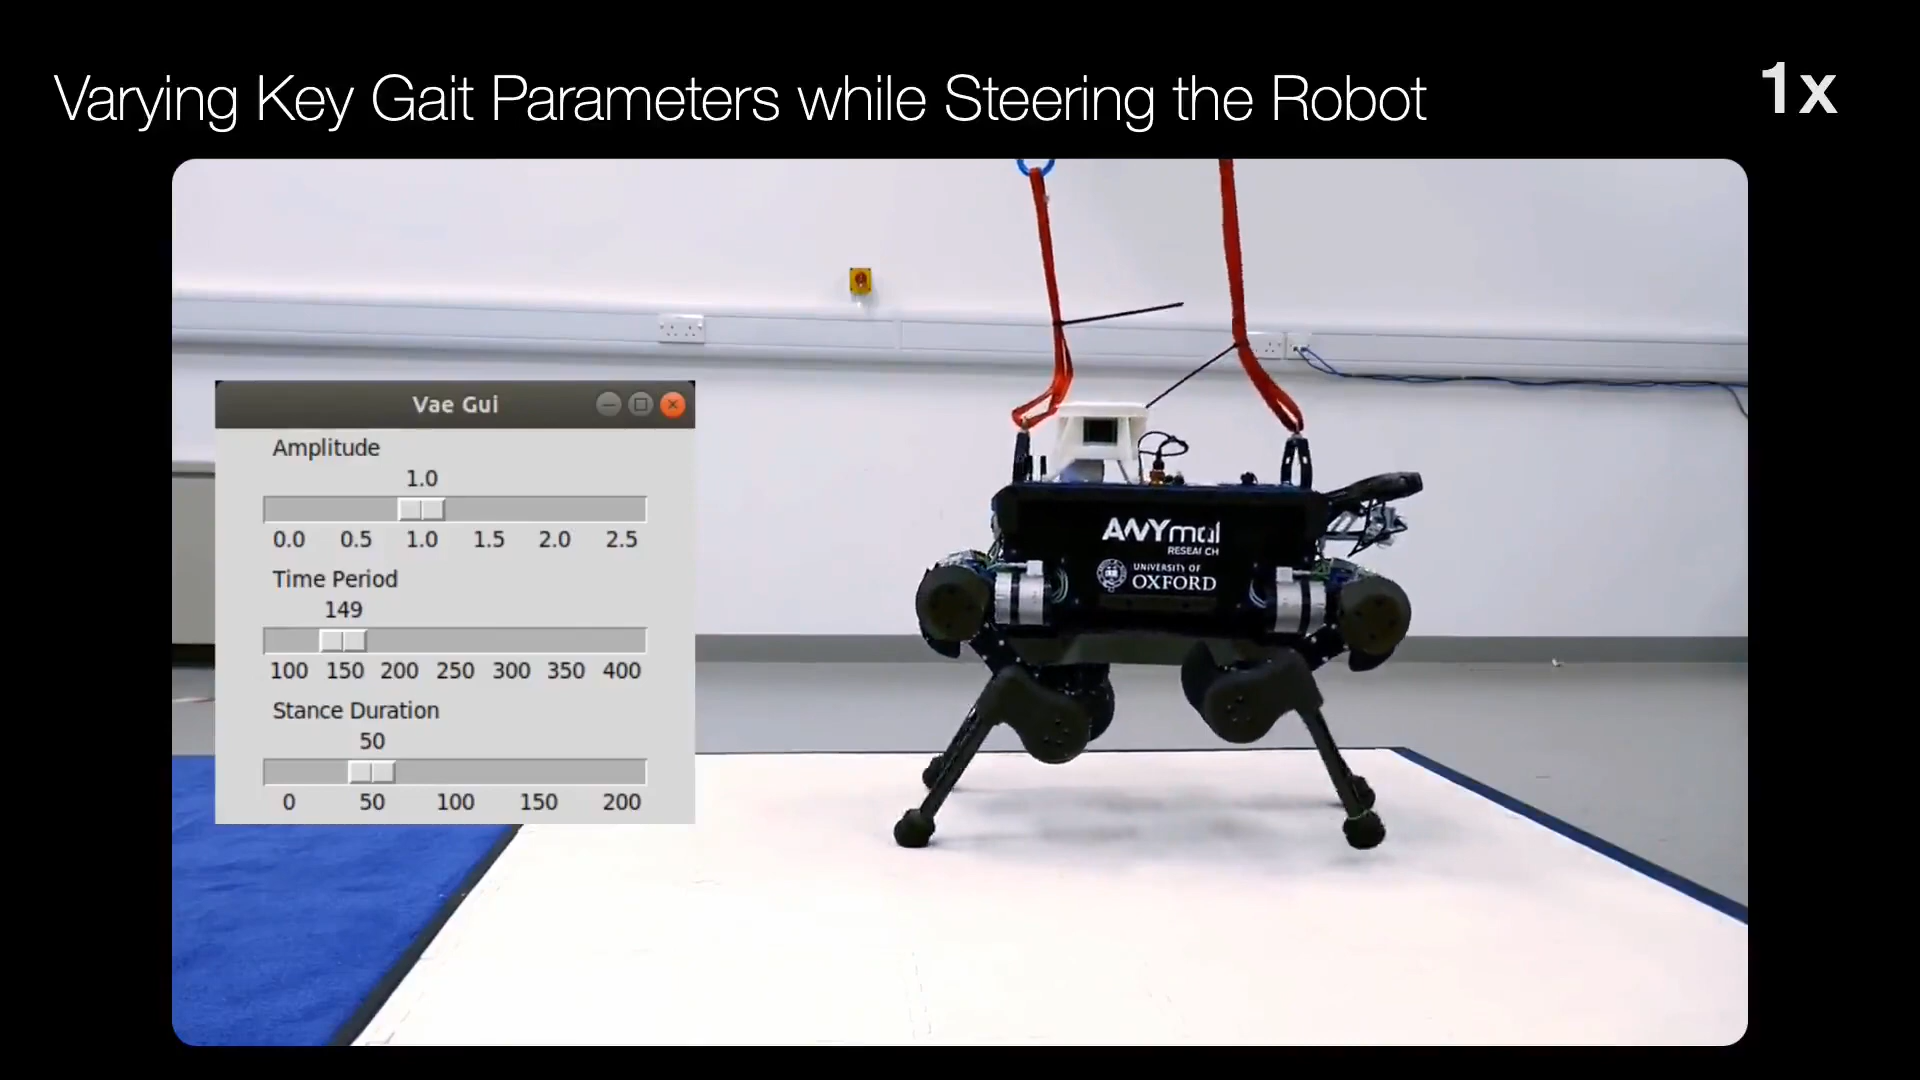 Varying Key Gait Parameters while Steering the Robot
1x
Vae Gui
Amplitude
1.0
0.0 0.5 1.0 1.5 2.0 2.5
Time Period
149
100 150 200 250 300 350 400
Stance Duration
50
0 50 100 150 200
ANYmal
RESEARCH
UNIVERSITY OF
OXFORD